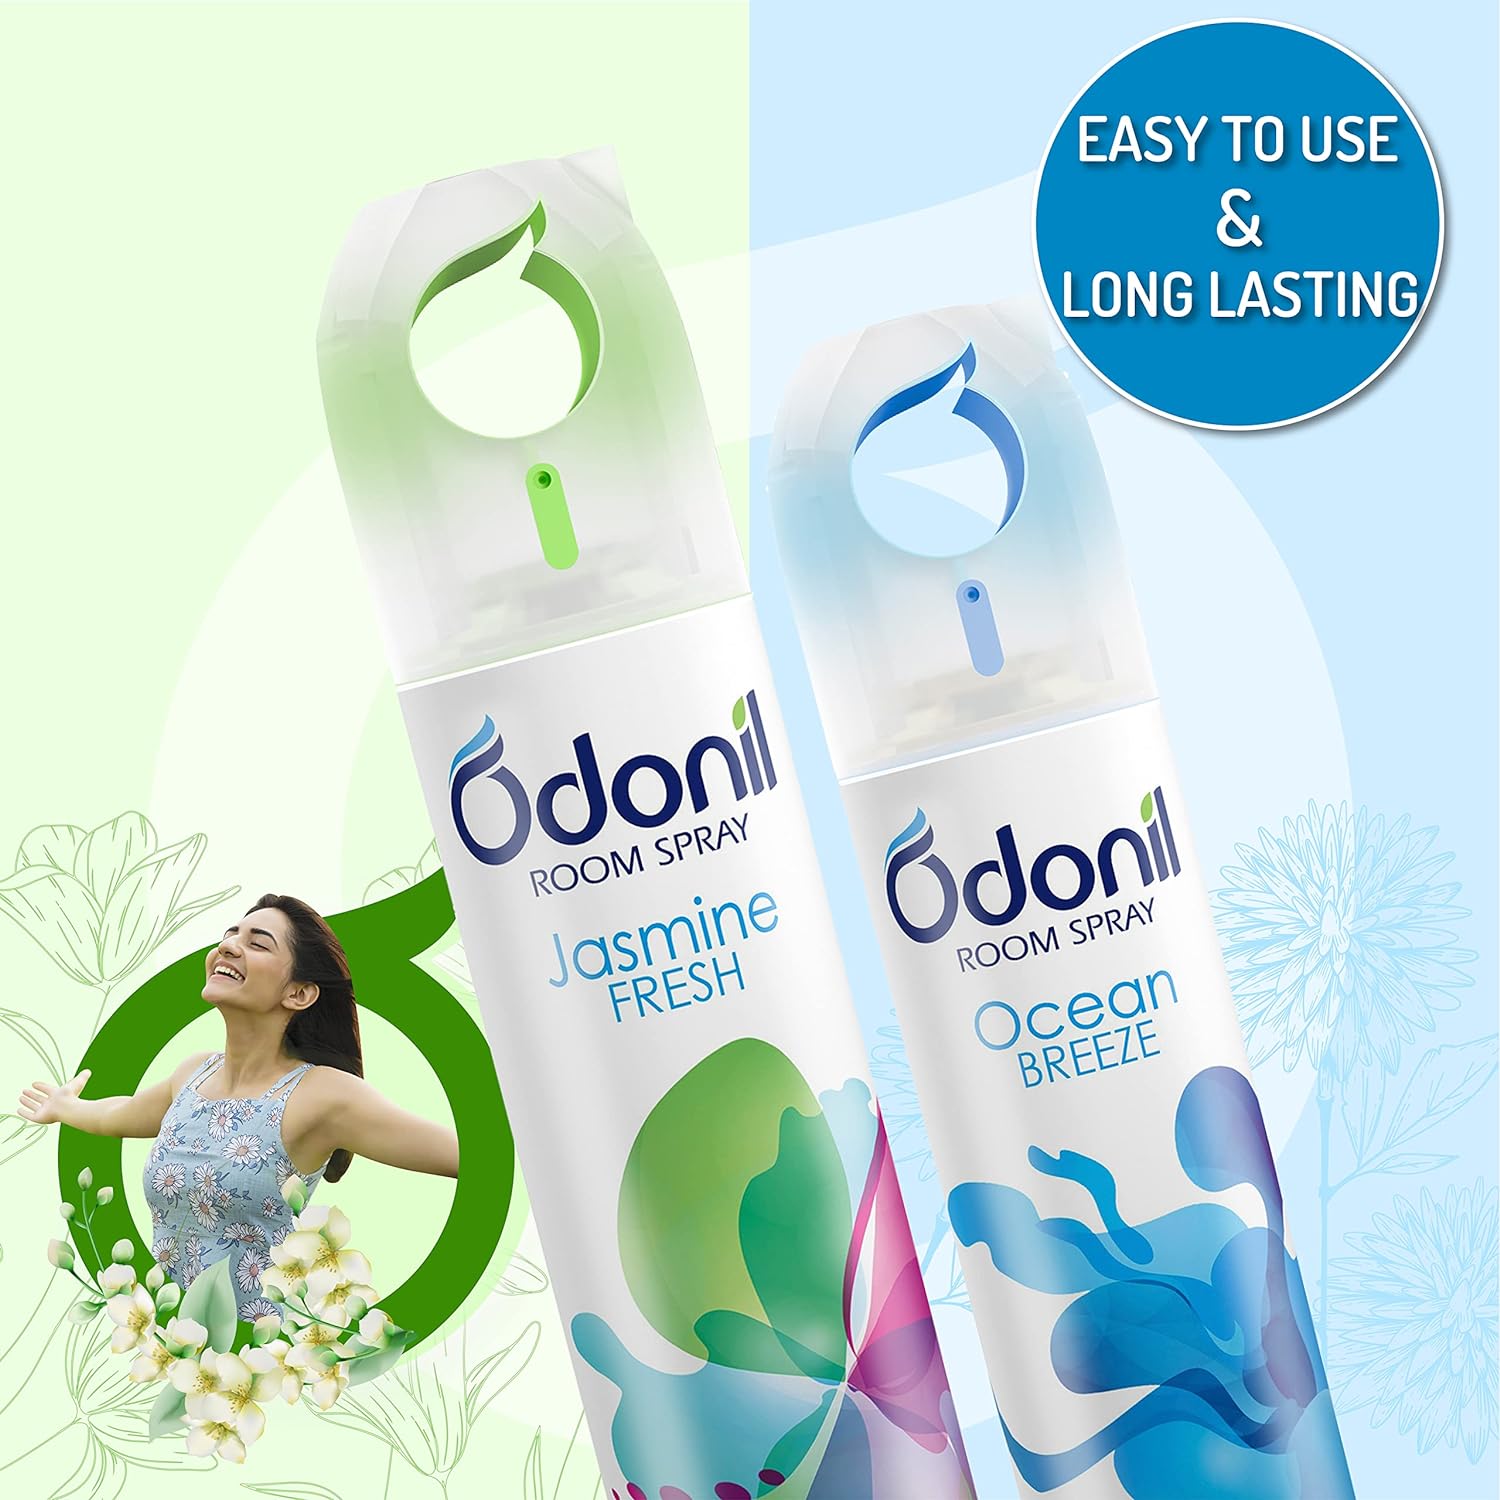 EASY TO USE
&
LONG LASTING
Odonil
ROOM SPRAY
Jasmine
FRESH
Odonil
ROOM SPRAY
Ocean
BREEZE